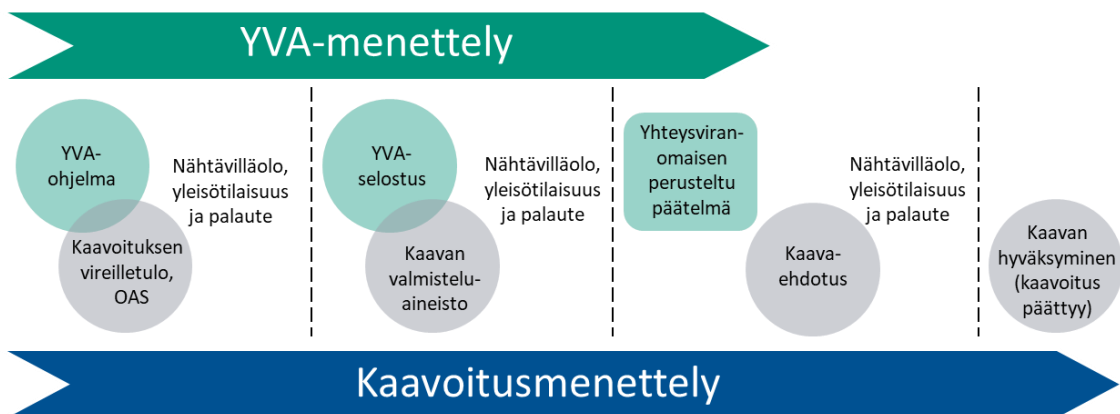 YVA-menettely
YVA-
ohjelma
Kaavoituksen
vireilletulo,
OAS
Nähtävilläolo,
yleisötilaisuus
ja palaute
YVA-
selostus
Kaavan
valmistelu-
aineisto
Nähtävilläolo,
yleisötilaisuus
ja palaute
Yhteysviran-
omaisen
perusteltu
päätelmä
Kaava-
ehdotus
Nähtävilläolo,
yleisötilaisuus
ja palaute
Kaavan
hyväksyminen
(kaavoitus
päättyy)
Kaavoitusmenettely